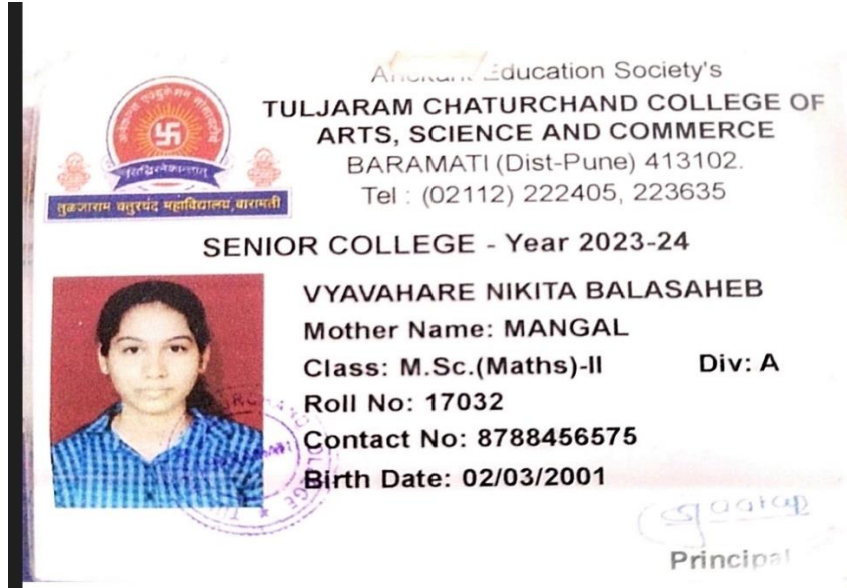 Education Society's
TULJARAM CHATURCHAND COLLEGE OF
ARTS, SCIENCE AND COMMERCE
BARAMATI (Dist-Pune) 413102.
Tel : (02112) 222405, 223635
तुळजाराम चतुरचंद महाविद्यालय,बारामती
SENIOR COLLEGE - Year 2023-24
VYAVAHARE NIKITA BALASAHEB
Mother Name: MANGAL
Class: M.Sc.(Maths)-II Div: A
Roll No: 17032
Contact No: 8788456575
Birth Date: 02/03/2001
Principal